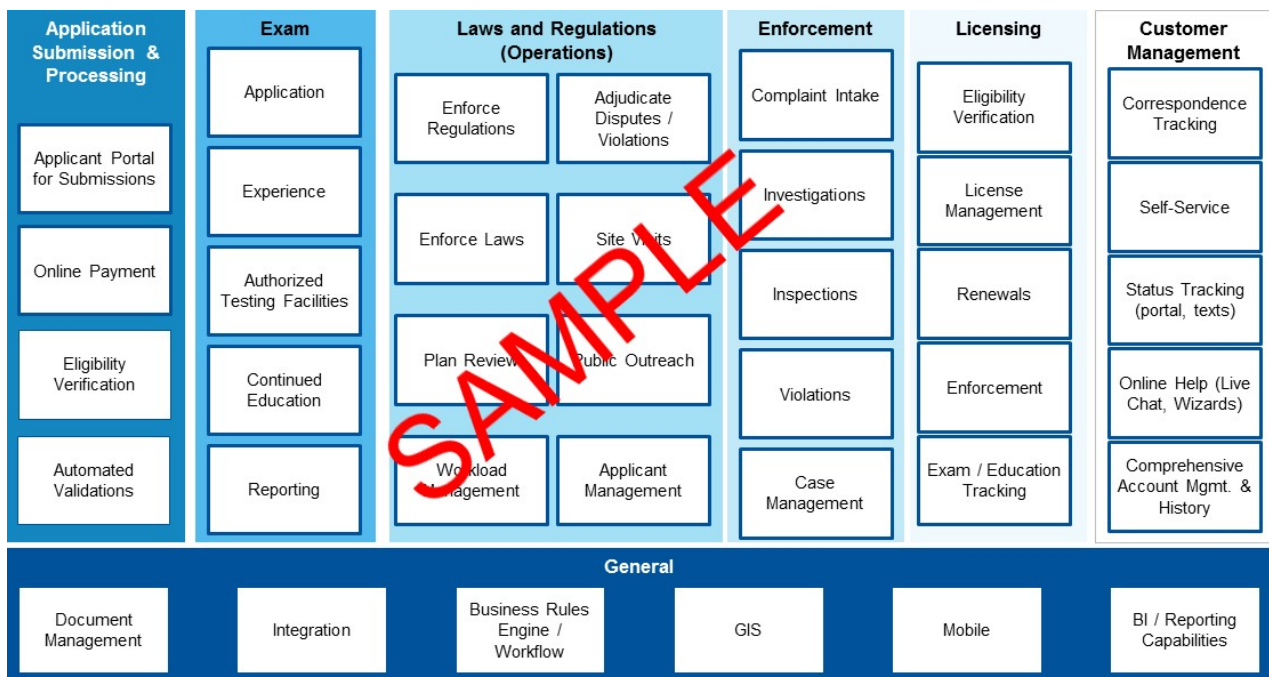 Application
Submission &
Processing
Applicant Portal
for Submissions
Online Payment
Eligibility
Verification
Automated
Validations
Exam
Application
Experience
Authorized
Testing Facilities
Continued
Education
Reporting
Laws and Regulations
(Operations)
Enforce
Regulations
Adjudicate
Disputes /
Violations
Enforce Laws
Site Visits
Plan Review
Public Outreach
Workload
Management
Applicant
Management
SAMPLE
Enforcement
Complaint Intake
Investigations
Inspections
Violations
Case
Management
Licensing
Eligibility
Verification
License
Management
Renewals
Enforcement
Exam / Education
Tracking
Customer
Management
Correspondence
Tracking
Self-Service
Status Tracking
(portal, texts)
Online Help (Live
Chat, Wizards)
Comprehensive
Account Mgmt. &
History
General
Document
Management
Integration
Business Rules
Engine /
Workflow
GIS
Mobile
BI / Reporting
Capabilities